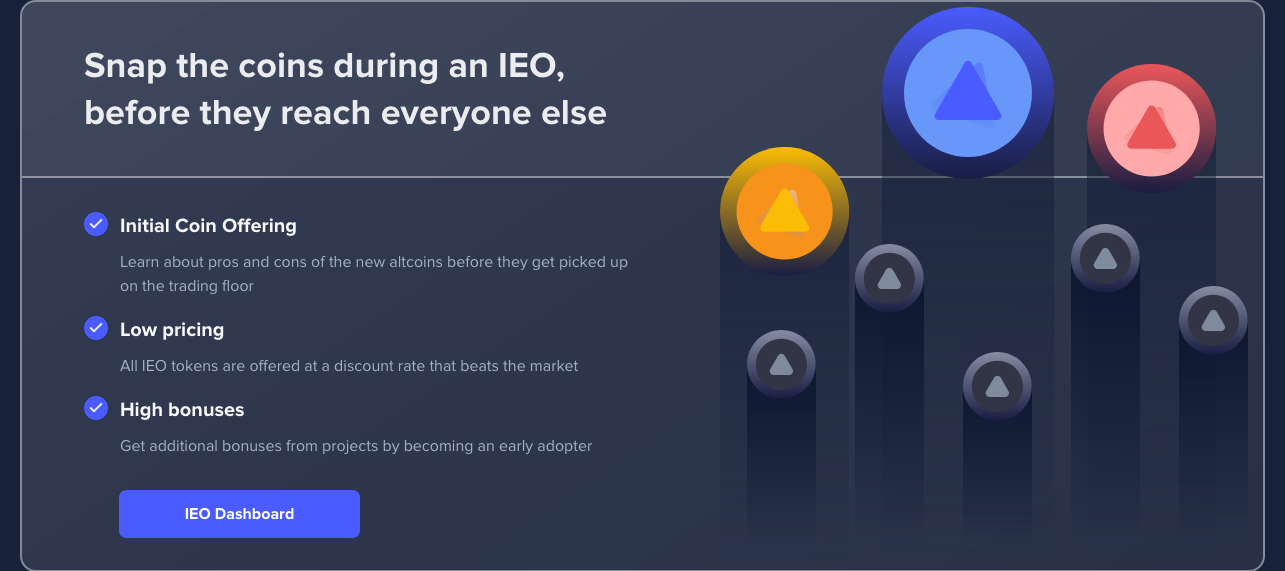 Snap the coins during an IEO,
before they reach everyone else
Initial Coin Offering
Learn about pros and cons of the new altcoins before they get picked up
on the trading floor
Low pricing
All IEO tokens are offered at a discount rate that beats the market
High bonuses
Get additional bonuses from projects by becoming an early adopter
IEO Dashboard